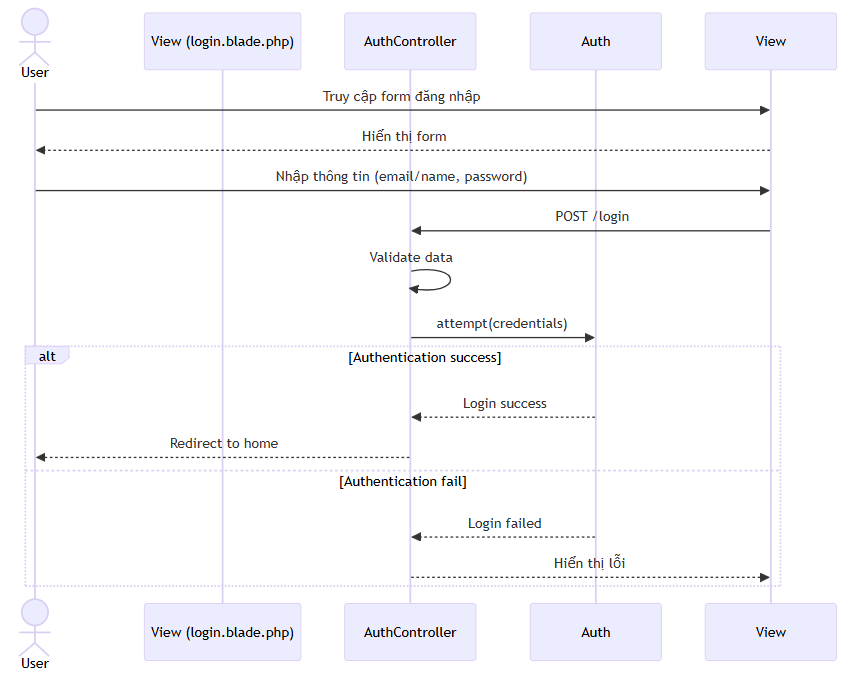 User
View (login.blade.php)
AuthController
Auth
View
Truy cập form đăng nhập
Hiển thị form
Nhập thông tin (email/name, password)
POST /login
Validate data
attempt(credentials)
alt
[Authentication success]
Login success
Redirect to home
[Authentication fail]
Login failed
Hiển thị lỗi
User
View (login.blade.php)
AuthController
Auth
View